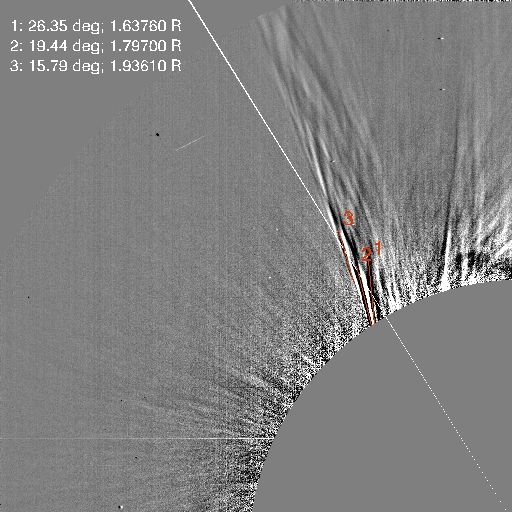 1: 26.35 deg; 1.63760 R
2: 19.44 deg; 1.79700 R
3: 15.79 deg; 1.93610 R
3
2 1